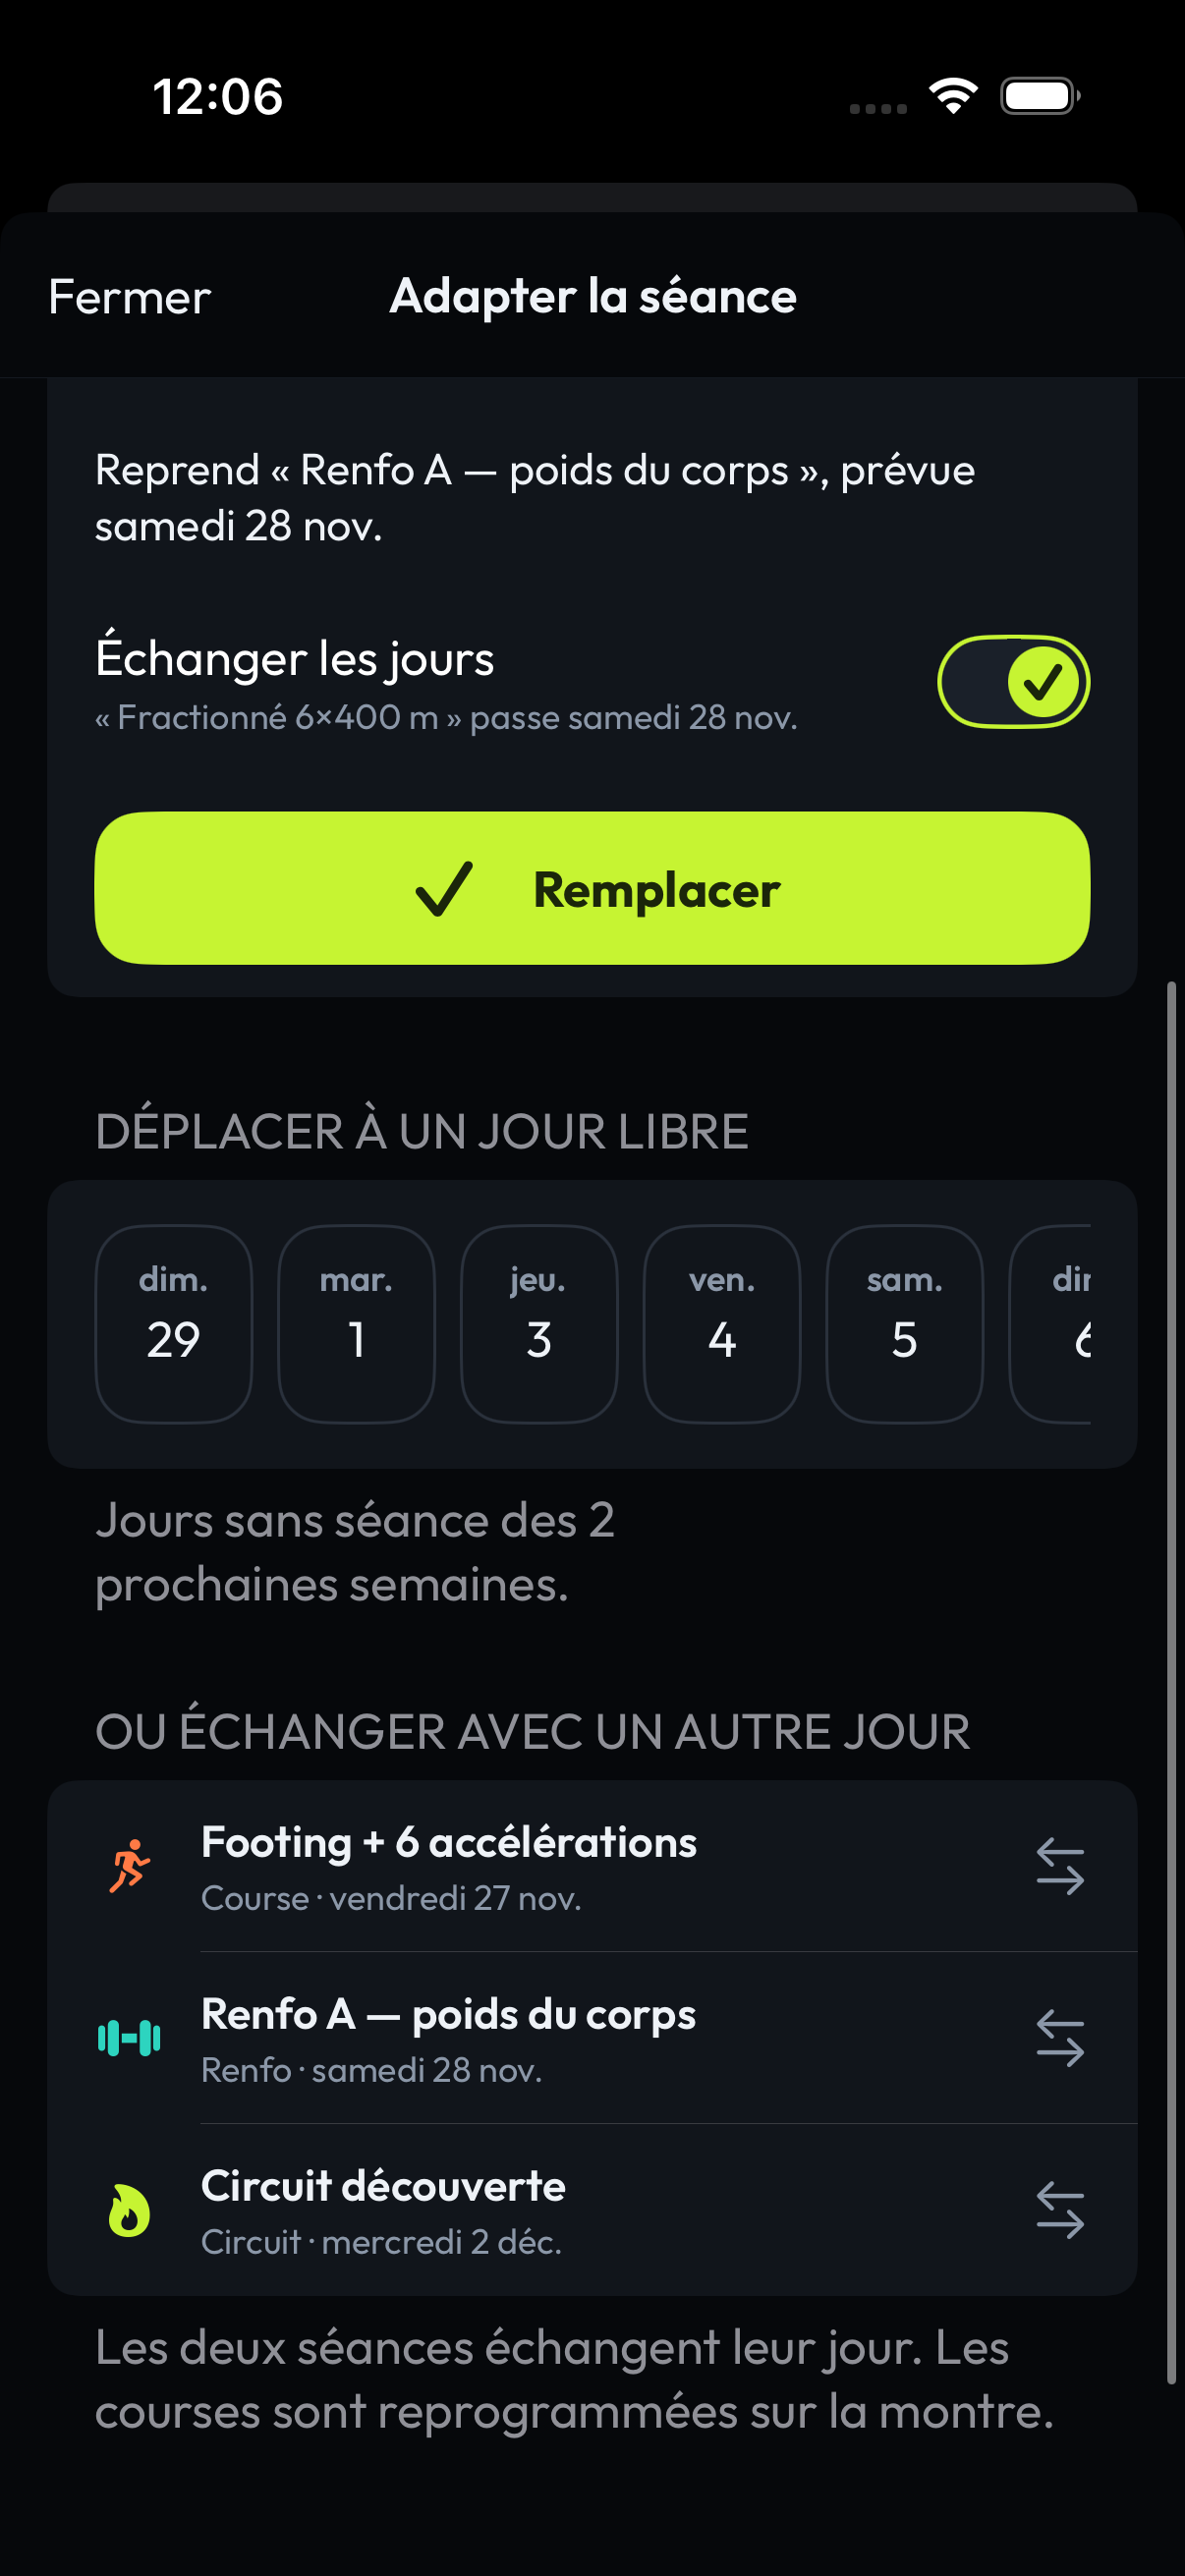 12:06
Fermer
Adapter la séance
Reprend « Renfo A — poids du corps », prévue
samedi 28 nov.
Échanger les jours
« Fractionné 6×400 m » passe samedi 28 nov.
Remplacer
DÉPLACER À UN JOUR LIBRE
dim.
29
mar.
1
jeu.
3
ven.
4
sam.
5
Jours sans séance des 2
prochaines semaines.
OU ÉCHANGER AVEC UN AUTRE JOUR
Footing + 6 accélérations
Course · vendredi 27 nov.
Renfo A — poids du corps
Renfo · samedi 28 nov.
Circuit découverte
Circuit · mercredi 2 déc.
Les deux séances échangent leur jour. Les
courses sont reprogrammées sur la montre.